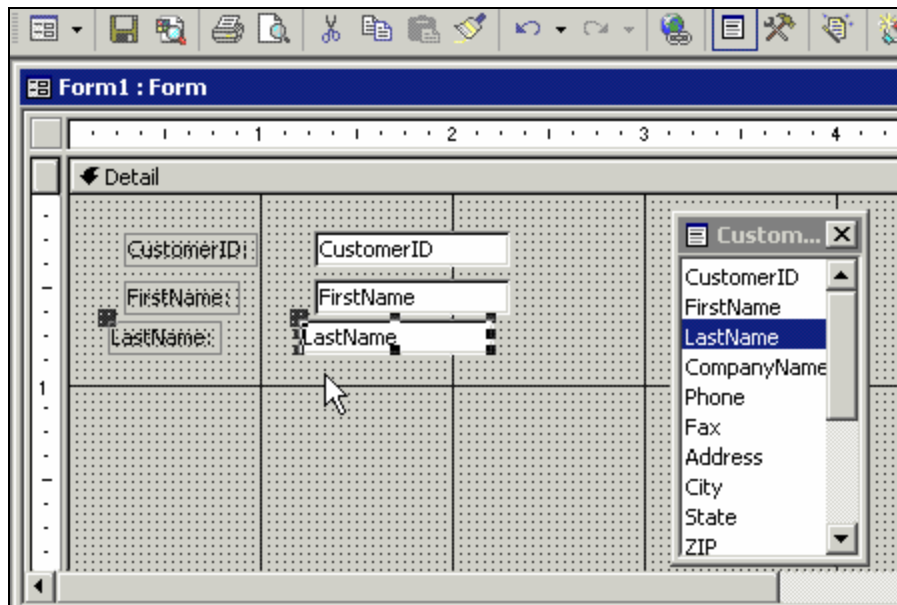 Form1 : Form
1 2 3 4
Detail
CustomerID: CustomerID
FirstName: FirstName
LastName: LastName
1
Custom...
CustomerID
FirstName
LastName
CompanyName
Phone
Fax
Address
City
State
ZIP